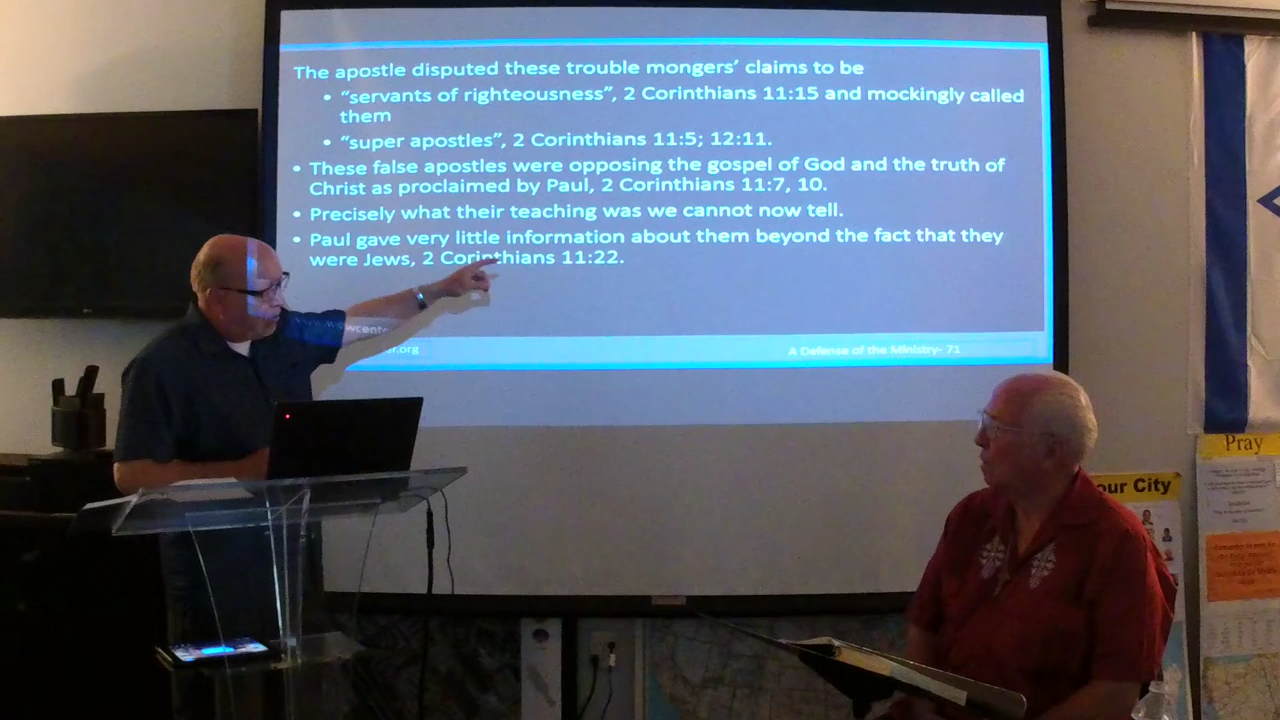 The apostle disputed these trouble mongers’ claims to be
• “servants of righteousness”, 2 Corinthians 11:15 and mockingly called
them
• “super apostles”, 2 Corinthians 11:5; 12:11.
• These false apostles were opposing the gospel of God and the truth of
Christ as proclaimed by Paul, 2 Corinthians 11:7, 10.
• Precisely what their teaching was we cannot now tell.
• Paul gave very little information about them beyond the fact that they
were Jews, 2 Corinthians 11:22.
A Defense of the Ministry- 71
Pray
our City